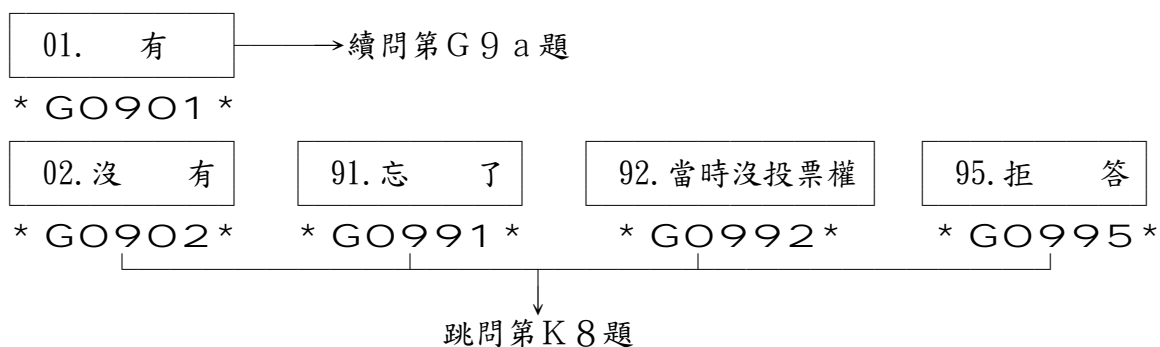 01. 有 →續問第G9a題
*G0901*
02.沒 有 91.忘 了 92.當時沒投票權 95.拒 答
*G0902* *G0991* *G0992* *G0995*
跳問第K8題